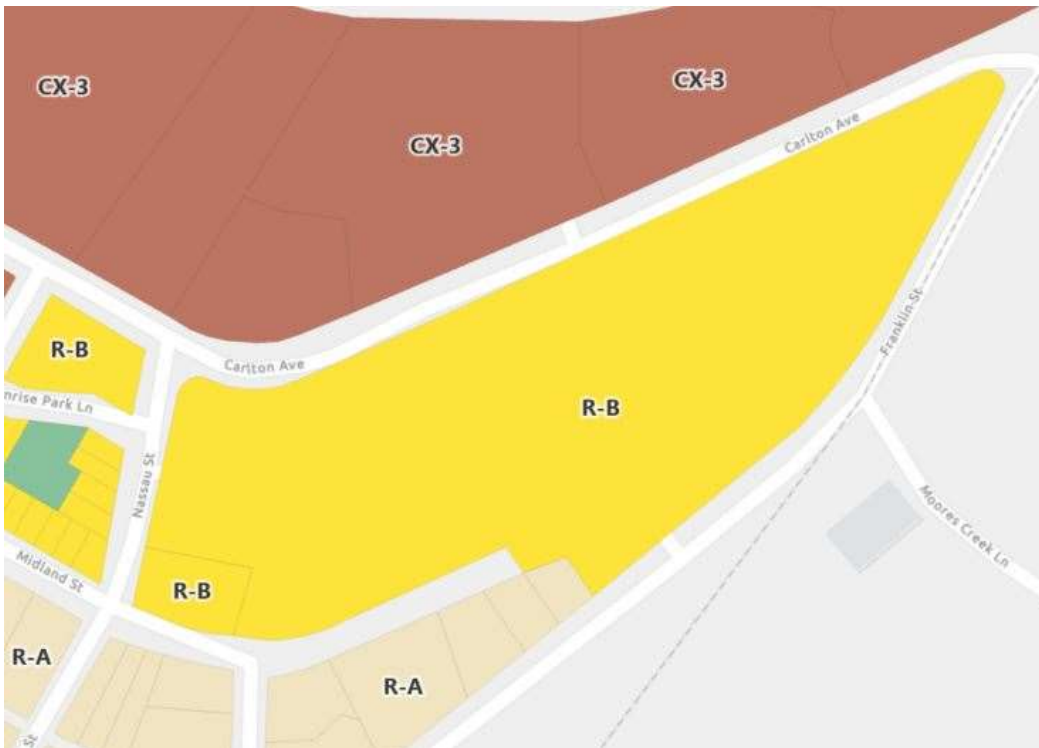 CX-3
CX-3
CX-3
Carlton Ave
Franklin St
R-B
Carlton Ave
nrise Park Ln
R-B
Nassau St
Moores Creek Ln
Midland St
R-B
R-A
R-A
St